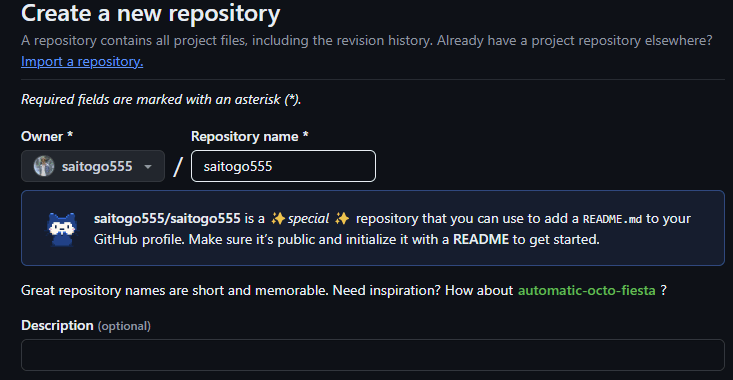 Create a new repository
A repository contains all project files, including the revision history. Already have a project repository elsewhere?
Import a repository.
Required fields are marked with an asterisk (*).
Owner * Repository name *
saitogo555 / saitogo555
saitogo555/saitogo555 is a ✨special ✨ repository that you can use to add a README.md to your
GitHub profile. Make sure it's public and initialize it with a README to get started.
Great repository names are short and memorable. Need inspiration? How about automatic-octo-fiesta ?
Description (optional)